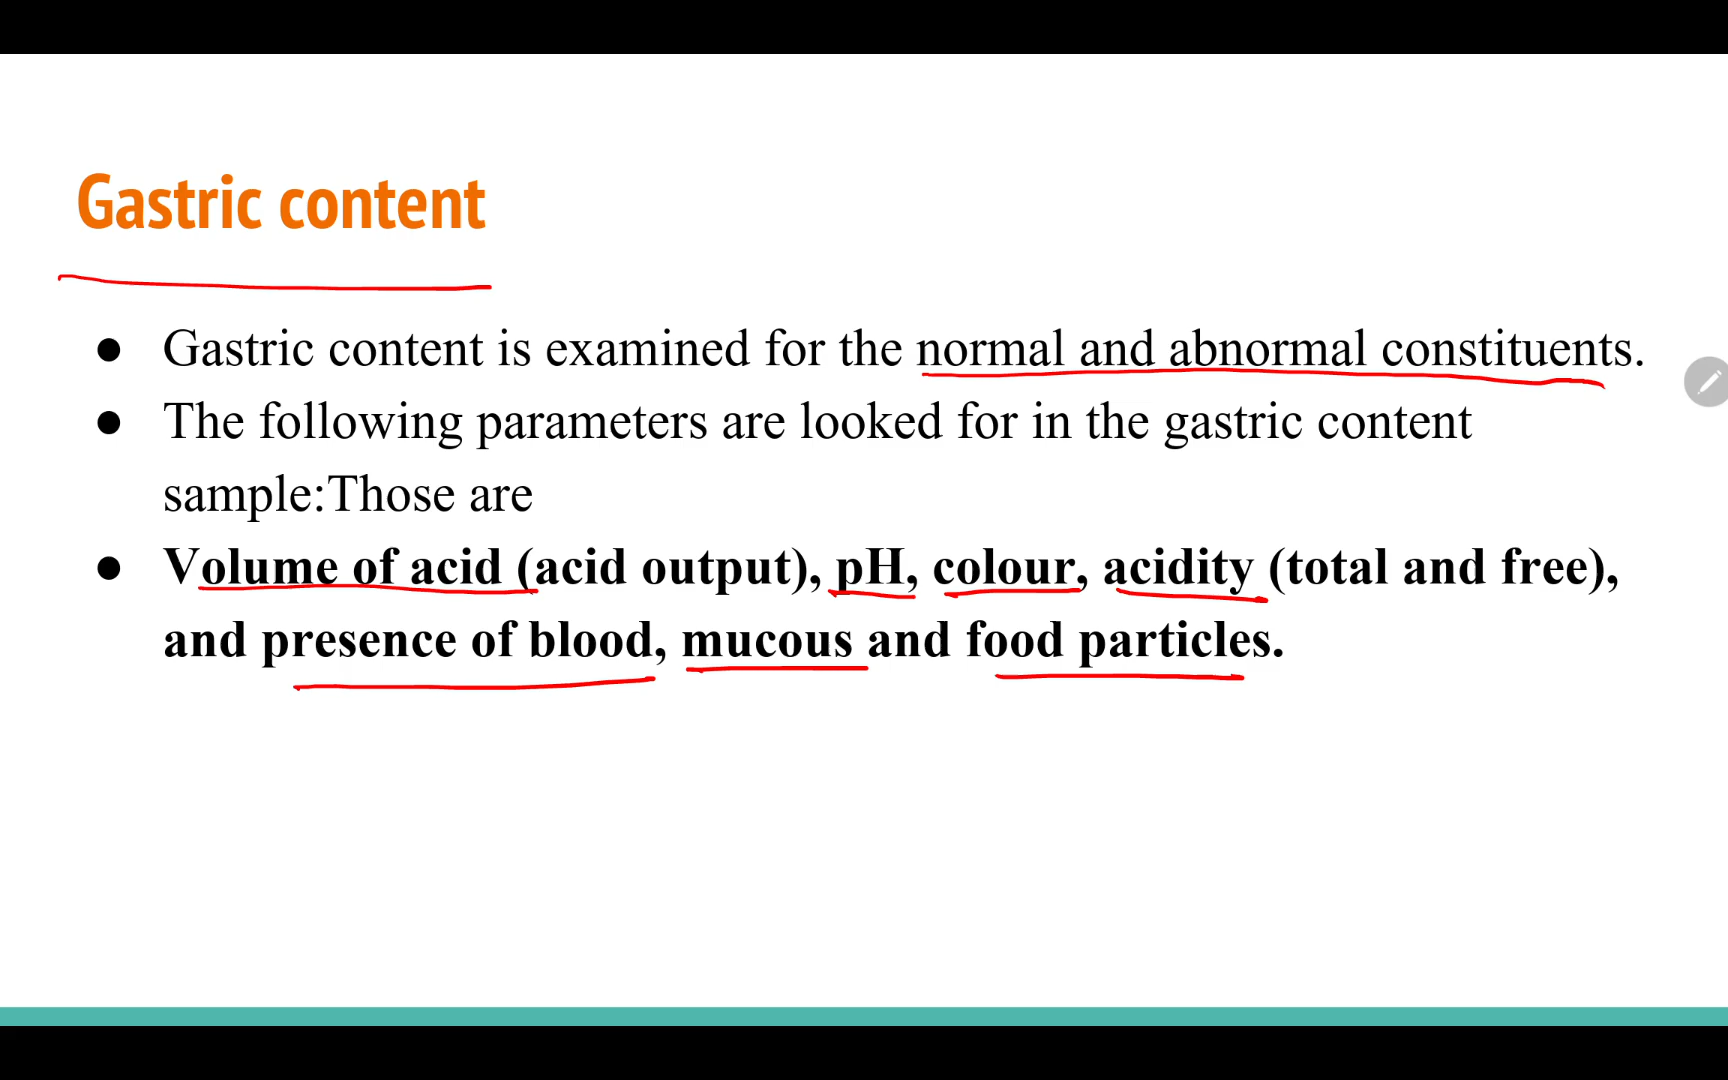 Gastric content
● Gastric content is examined for the normal and abnormal constituents.
● The following parameters are looked for in the gastric content
sample:Those are
● Volume of acid (acid output), pH, colour, acidity (total and free),
and presence of blood, mucous and food particles.